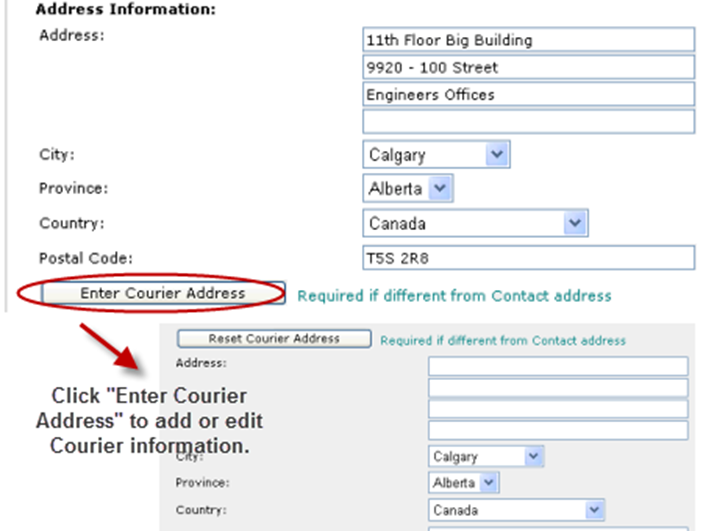 Address Information:
Address:
11th Floor Big Building
9920 - 100 Street
Engineers Offices
City:
Calgary
Province:
Alberta
Country:
Canada
Postal Code:
T5S 2R8
Enter Courier Address
Required if different from Contact address
Reset Courier Address
Required if different from Contact address
Address:
Click "Enter Courier
Address" to add or edit
Courier information.
City:
Calgary
Province:
Alberta
Country:
Canada